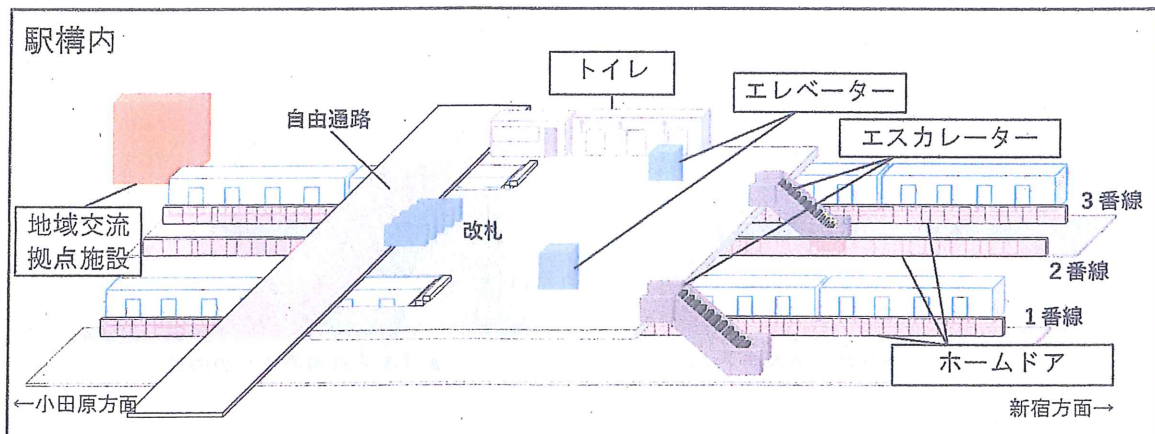 駅構内
トイレ
エレベーター
自由通路
エスカレーター
地域交流
拠点施設
改札
3番線
2番線
1番線
ホームドア
←小田原方面
新宿方面→